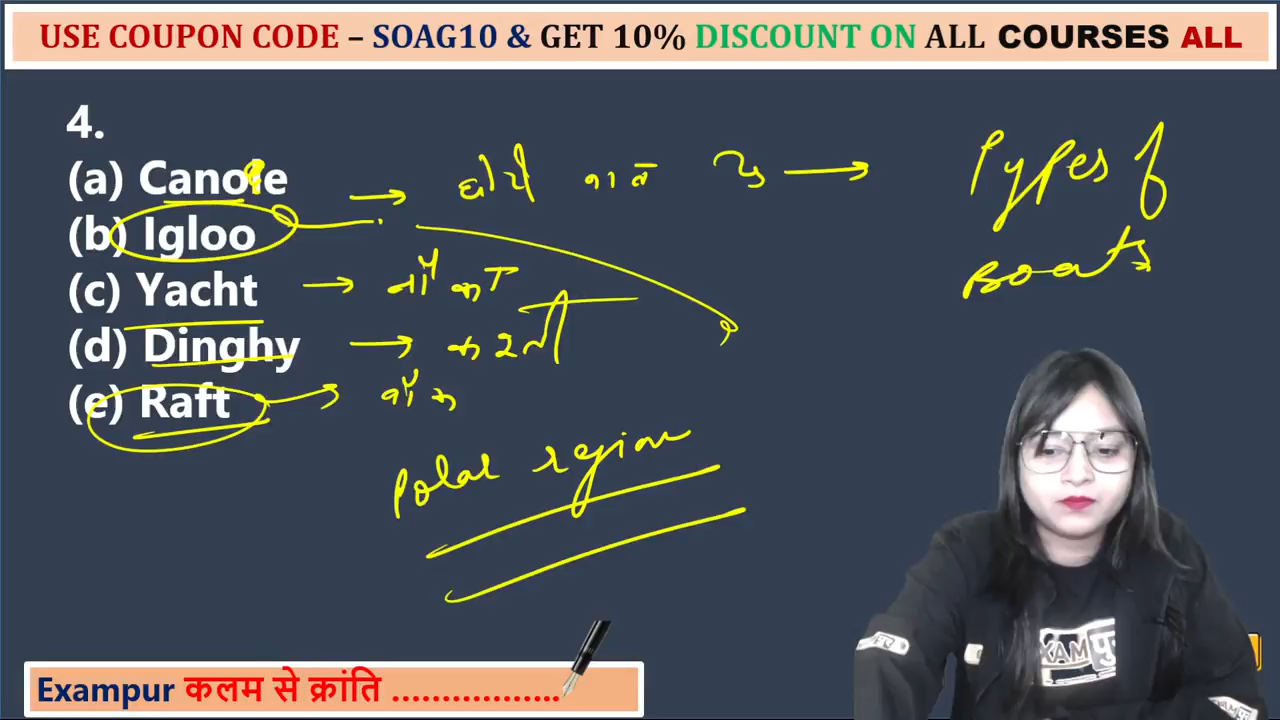 USE COUPON CODE – SOAG10 & GET 10% DISCOUNT ON ALL COURSES ALL
4.
(a) Canoe → Types of
Boats
(b) Igloo
(c) Yacht → नौका
(d) Dinghy →
(e) Raft →
Polar region
EXAM पुर
Exampur कलम से क्रांति .................